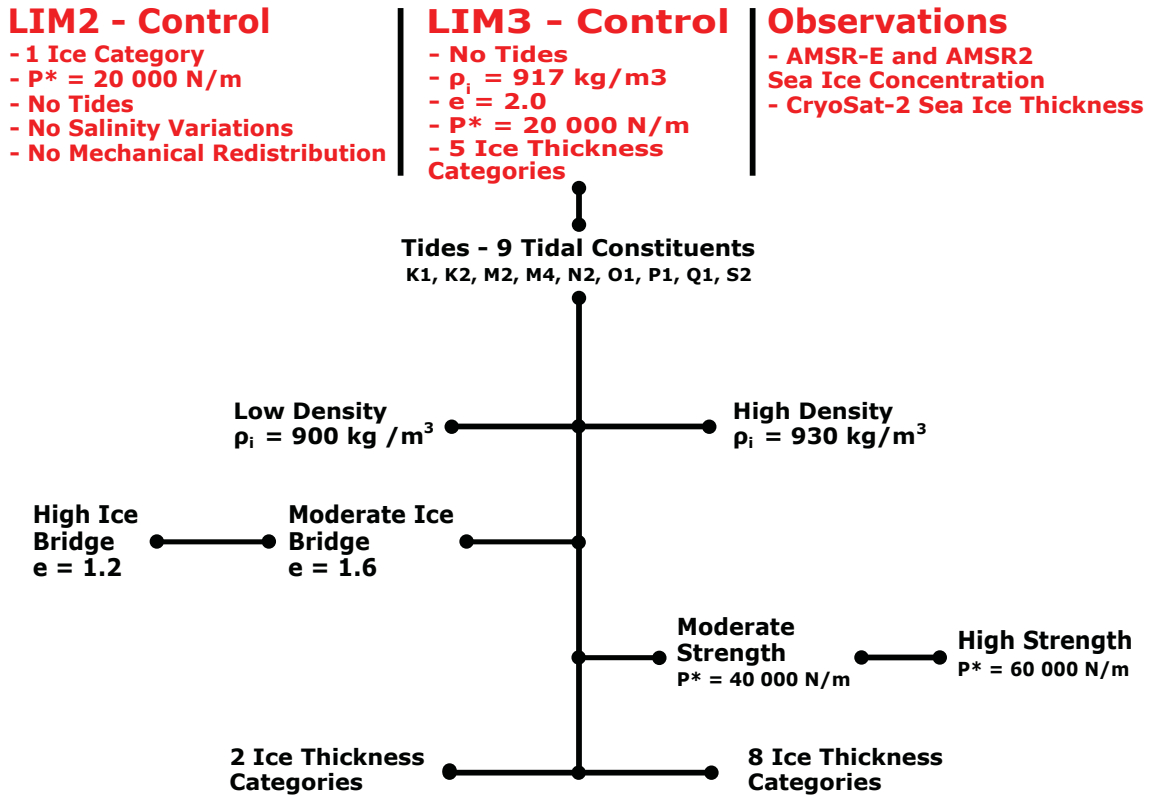 LIM2 - Control
- 1 Ice Category
- P* = 20 000 N/m
- No Tides
- No Salinity Variations
- No Mechanical Redistribution
LIM3 - Control
- No Tides
- ρi = 917 kg/m3
- e = 2.0
- P* = 20 000 N/m
- 5 Ice Thickness
Categories
Observations
- AMSR-E and AMSR2
Sea Ice Concentration
- CryoSat-2 Sea Ice Thickness
Tides - 9 Tidal Constituents
K1, K2, M2, M4, N2, O1, P1, Q1, S2
Low Density
ρi = 900 kg /m³
High Density
ρi = 930 kg/m³
High Ice
Bridge
e = 1.2
Moderate Ice
Bridge
e = 1.6
Moderate
Strength
P* = 40 000 N/m
High Strength
P* = 60 000 N/m
2 Ice Thickness
Categories
8 Ice Thickness
Categories